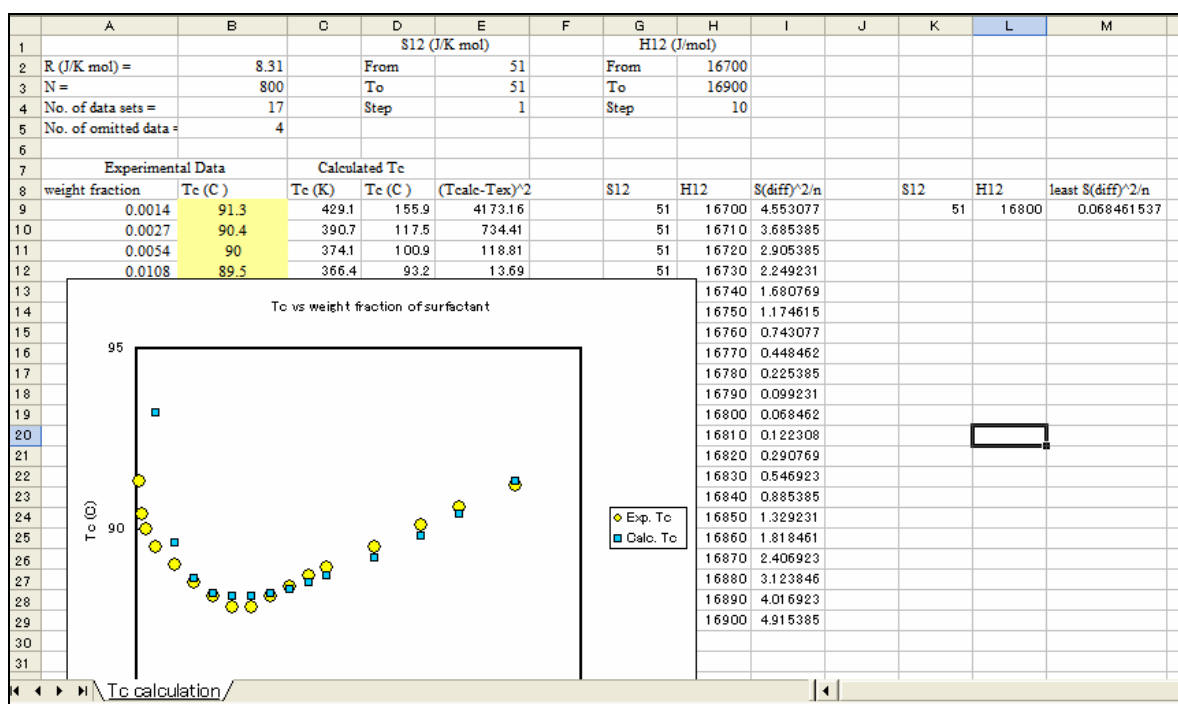 A B C D E F G H I J K L M
1 S12 (J/K mol) H12 (J/mol)
2 R (J/K mol) = 8.31 From 51 From 16700
3 N = 800 To 51 To 16900
4 No. of data sets = 17 Step 1 Step 10
5 No. of omitted data = 4
6
7 Experimental Data Calculated Tc
8 weight fraction Tc (C ) Tc (K) Tc (C ) (Tcalc-Tex)^2 S12 H12 S(diff)^2/n S12 H12 least S(diff)^2/n
9 0.0014 91.3 429.1 155.9 4173.16 51 16700 4.553077 51 16800 0.068461537
10 0.0027 90.4 390.7 117.5 734.41 51 16710 3.685385
11 0.0054 90 374.1 100.9 118.81 51 16720 2.905385
12 0.0108 89.5 366.4 93.2 13.69 51 16730 2.249231
13 16740 1.680769
Tc vs weight fraction of surfactant
14 16750 1.174615
15 16760 0.743077
95
16 16770 0.448462
17 16780 0.225385
18 16790 0.099231
19 16800 0.068462
20 16810 0.122308
21 16820 0.290769
22 16830 0.546923
23 16840 0.885385
24 Tc (C) 90 Exp. Tc 16850 1.329231
25 Calc. Tc 16860 1.818461
26 16870 2.406923
27 16880 3.123846
28 16890 4.016923
29 16900 4.915385
30
31
Tc calculation